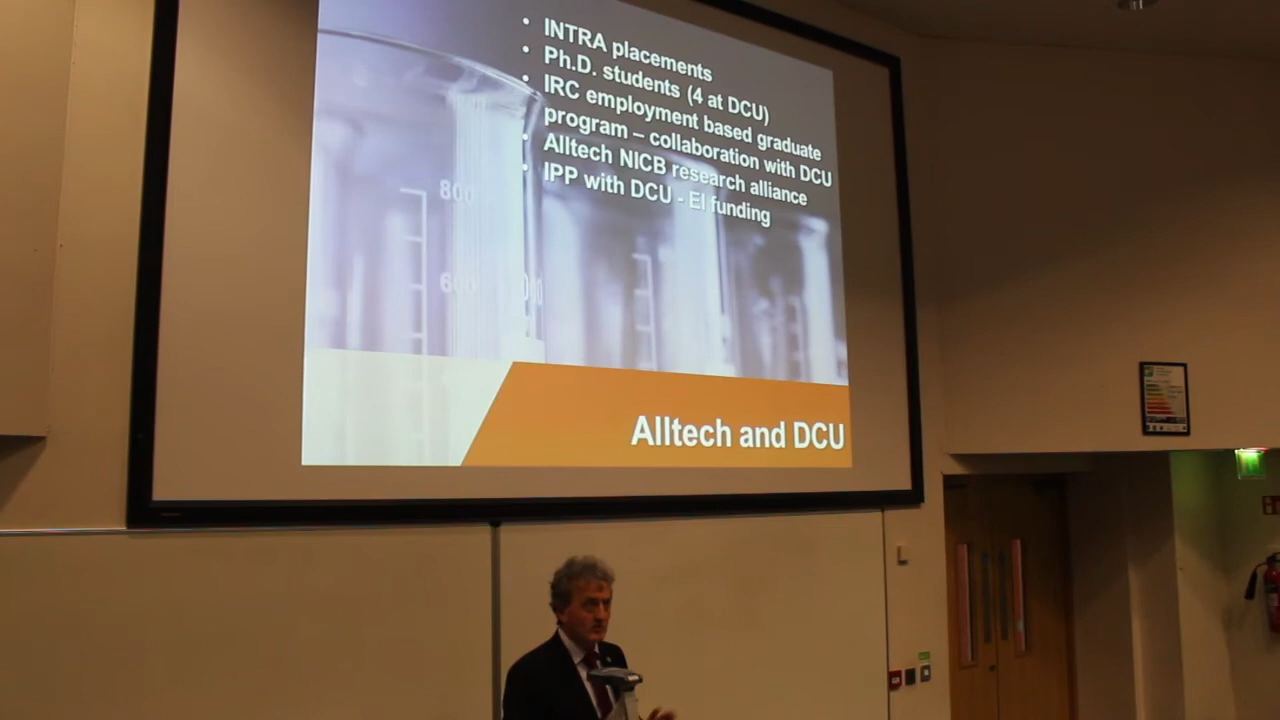 • INTRA placements
• Ph.D. students (4 at DCU)
• IRC employment based graduate
program – collaboration with DCU
• Alltech NICB research alliance
• IPP with DCU - EI funding
800
600
Alltech and DCU